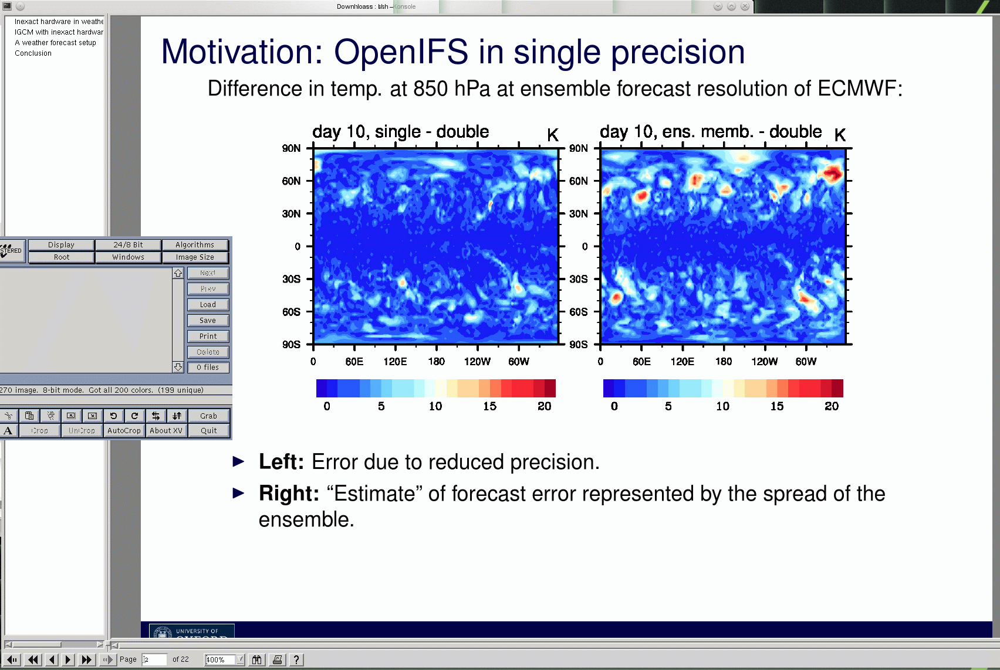 Downhloass : bsh – Konsole
Inexact hardware in weathe
IGCM with inexact hardwar
A weather forecast setup
Conclusion
Motivation: OpenIFS in single precision
Difference in temp. at 850 hPa at ensemble forecast resolution of ECMWF:
day 10, single - double K
90N
60N
30N
0
30S
60S
90S
0 60E 120E 180 120W 60W
0 5 10 15 20
day 10, ens. memb. - double K
90N
60N
30N
0
30S
60S
90S
0 60E 120E 180 120W 60W
0 5 10 15 20
STERED
Display 24/8 Bit Algorithms
Root Windows Image Size
Next
Prev
Load
Save
Print
Delete
0 files
270 image. 8-bit mode. Got all 200 colors. (199 unique)
Grab
A Crop UnCrop AutoCrop About XV Quit
► Left: Error due to reduced precision.
► Right: “Estimate” of forecast error represented by the spread of the
ensemble.
UNIVERSITY OF
OXFORD
Page 2 of 22 400% ?